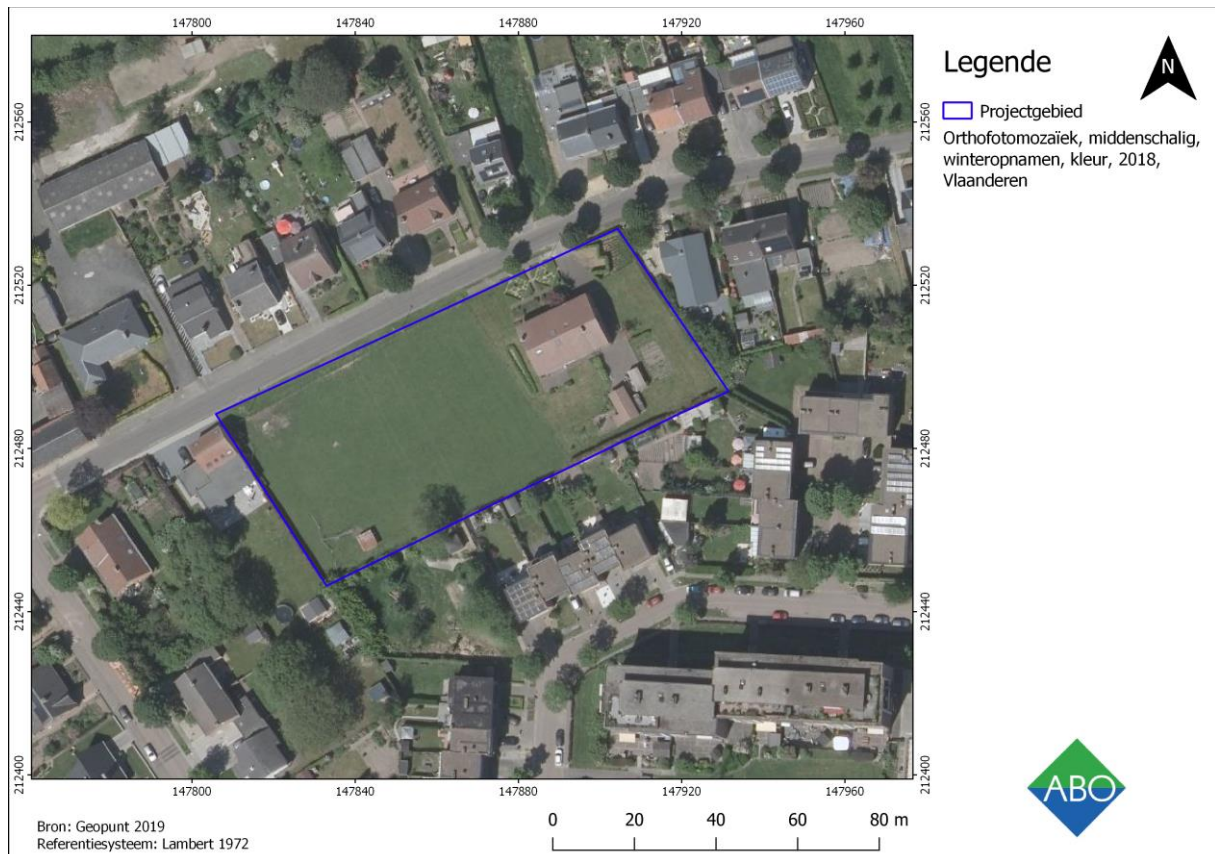 147800 147840 147880 147920 147960
Legende
N
Projectgebied
Orthofotomozaïek, middenschalig,
winteropnamen, kleur, 2018,
Vlaanderen
212560 212560
212520 212520
212480 212480
212440 212440
212400 212400
147800 147840 147880 147920 147960
ABO
Bron: Geopunt 2019
Referentiesysteem: Lambert 1972
0 20 40 60 80 m